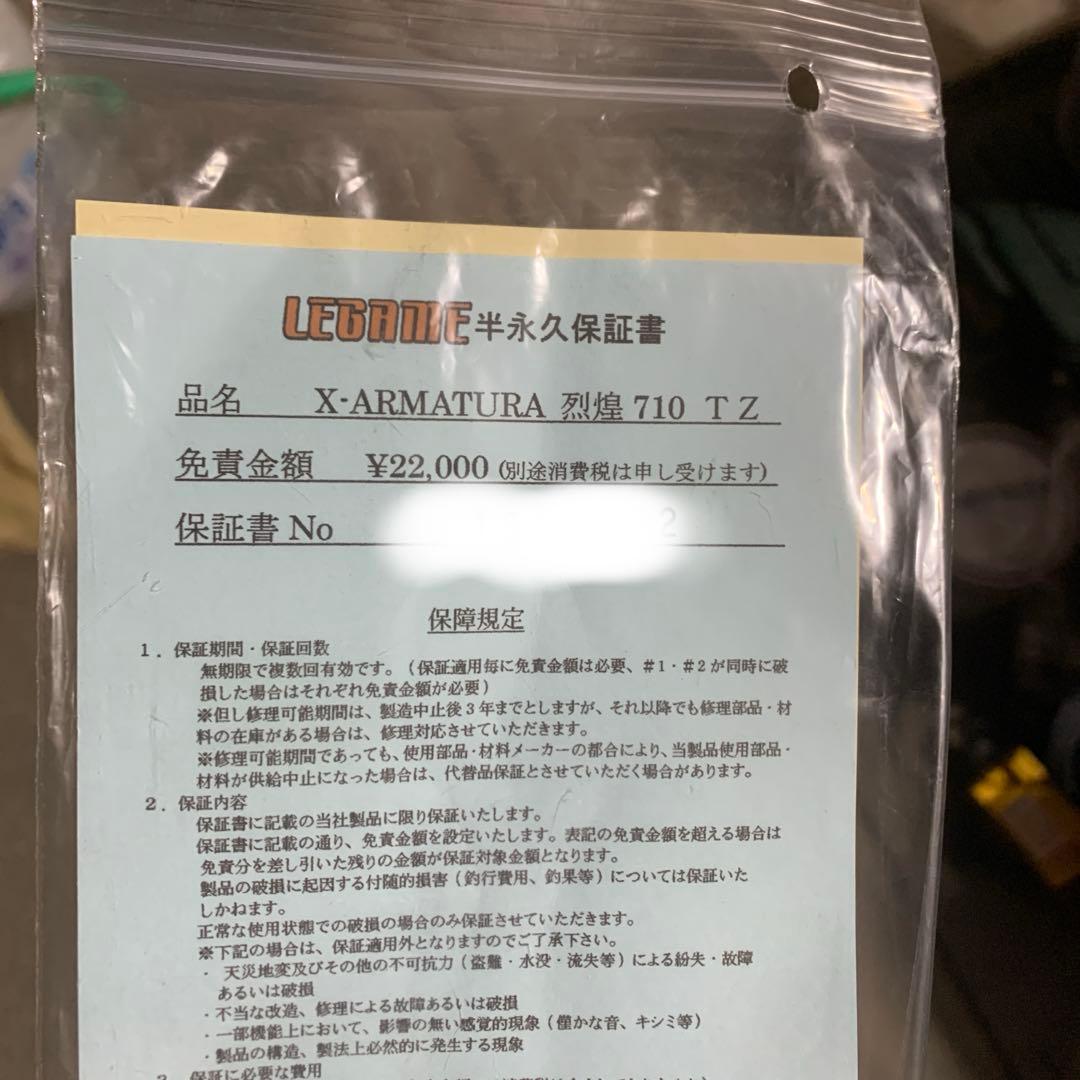 LEGAME半永久保証書
品名 X-ARMATURA 烈煌 710 ＴＺ
免責金額 ¥22,000 (別途消費税は申し受けます)
保証書 No 2
保障規定
1．保証期間・保証回数
無期限で複数回有効です。（保証適用毎に免責金額は必要、＃1・＃2が同時に破
損した場合はそれぞれ免責金額が必要）
※但し修理可能期間は、製造中止後3年までとしますが、それ以降でも修理部品・材
料の在庫がある場合は、修理対応させていただきます。
※修理可能期間であっても、使用部品・材料メーカーの都合により、当製品使用部品・
材料が供給中止になった場合は、代替品保証とさせていただく場合があります。
2．保証内容
保証書に記載の当社製品に限り保証いたします。
保証書に記載の通り、免責金額を設定いたします。表記の免責金額を超える場合は
免責分を差し引いた残りの金額が保証対象金額となります。
製品の破損に起因する付随的損害（釣行費用、釣果等）については保証いた
しかねます。
正常な使用状態での破損の場合のみ保証させていただきます。
※下記の場合は、保証適用外となりますのでご了承下さい。
・ 天災地変及びその他の不可抗力（盗難・水没・流失等）による紛失・故障
あるいは破損
・不当な改造、修理による故障あるいは破損
・一部機能上において、影響の無い感覚的現象（僅かな音、キシミ等）
・製品の構造、製法上必然的に発生する現象
3．保証に必要な費用